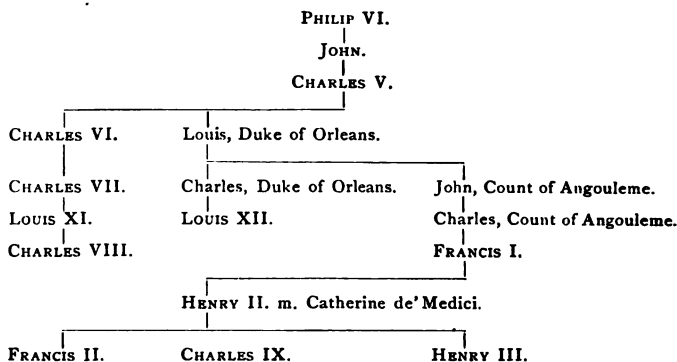 PHILIP VI.
JOHN.
CHARLES V.
CHARLES VI. Louis, Duke of Orleans.
CHARLES VII. Charles, Duke of Orleans. John, Count of Angouleme.
LOUIS XI. LOUIS XII. Charles, Count of Angouleme.
CHARLES VIII. FRANCIS I.
HENRY II. m. Catherine de' Medici.
FRANCIS II. CHARLES IX. HENRY III.